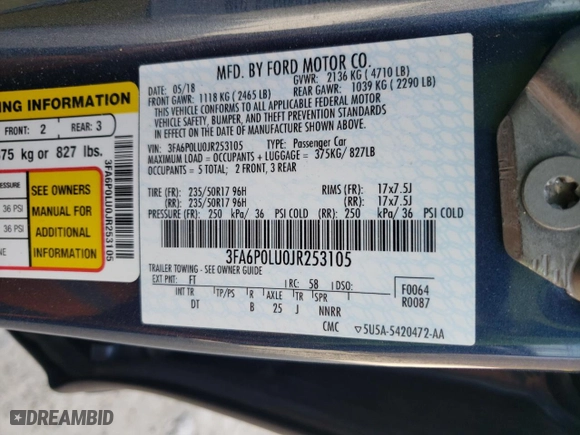 NG INFORMATION
FRONT: 2
REAR: 3
75 kg or 827 lbs.
PRESSURE
SEE OWNERS
MANUAL FOR
ADDITIONAL
INFORMATION
36 PSI
36 PSI
3FA6P0LU0JR253105
MFD. BY FORD MOTOR CO.
DATE: 05/18
GVWR: 2136 KG ( 4710 LB)
FRONT GAWR: 1118 KG ( 2465 LB)
REAR GAWR: 1039 KG ( 2290 LB)
THIS VEHICLE CONFORMS TO ALL APPLICABLE FEDERAL MOTOR
VEHICLE SAFETY, BUMPER, AND THEFT PREVENTION STANDARDS
IN EFFECT ON THE DATE OF MANUFACTURE SHOWN ABOVE.
VIN: 3FA6P0LU0JR253105 TYPE: Passenger Car
MAXIMUM LOAD = OCCUPANTS + LUGGAGE = 375KG/827LB
OCCUPANTS = 5 TOTAL; 2 FRONT, 3 REAR
TIRE (FR): 235/50R17 96H RIMS (FR): 17x7.5J
(RR): 235/50R17 96H (RR): 17x7.5J
PRESSURE (FR): 250 kPa/ 36 PSI COLD (RR): 250 kPa/ 36 PSI COLD
3FA6P0LU0JR253105
TRAILER TOWING - SEE OWNER GUIDE
EXT PNT: FT RC: 58 DSO:
F0064
R0087
INT TR TP/PS R AXLE TR SPR
DT B 25 J NNRR
CMC ▽5U5A-S420472-AA
DREAMBID